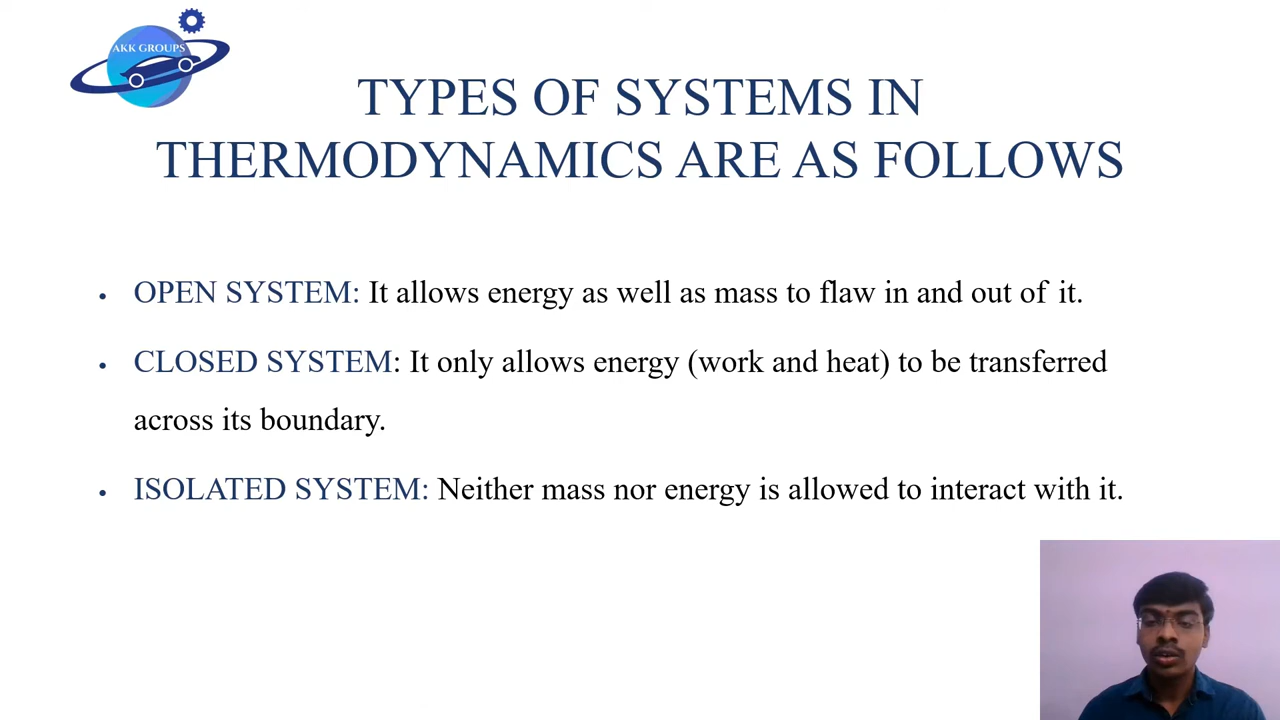 AKK GROUPS
TYPES OF SYSTEMS IN
THERMODYNAMICS ARE AS FOLLOWS
• OPEN SYSTEM: It allows energy as well as mass to flaw in and out of it.
• CLOSED SYSTEM: It only allows energy (work and heat) to be transferred
across its boundary.
• ISOLATED SYSTEM: Neither mass nor energy is allowed to interact with it.